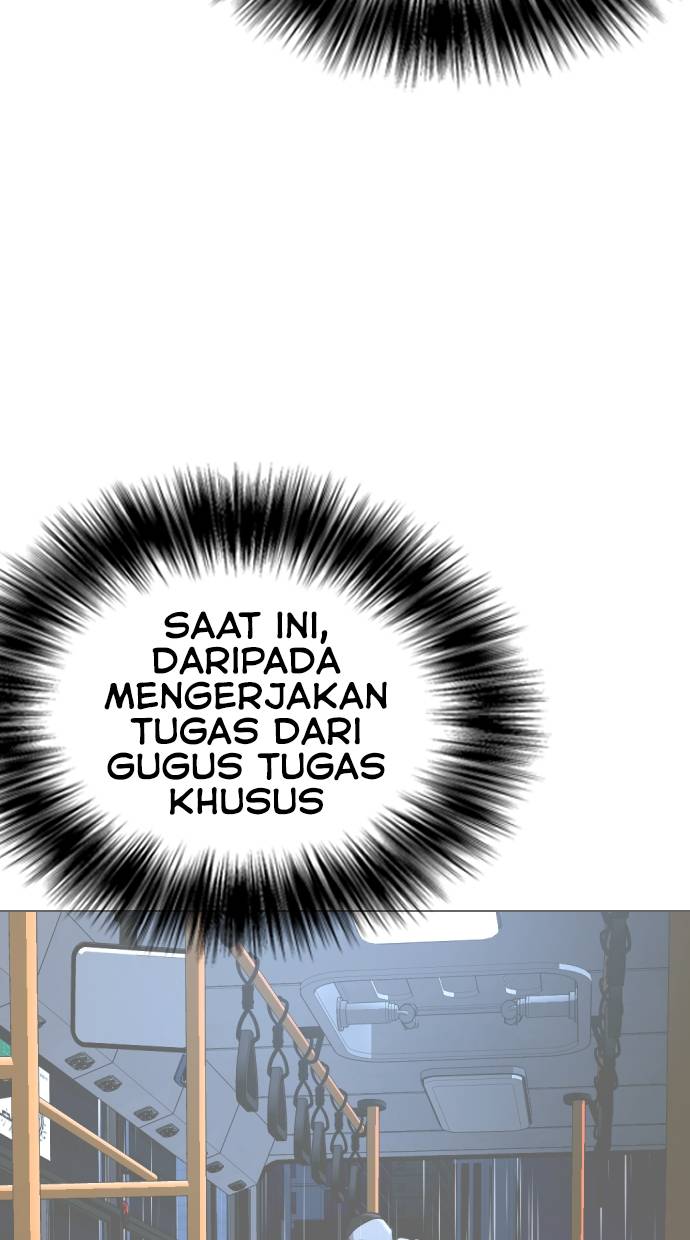 SAAT INI,
DARIPADA
MENGERJAKAN
TUGAS DARI
GUGUS TUGAS
KHUSUS